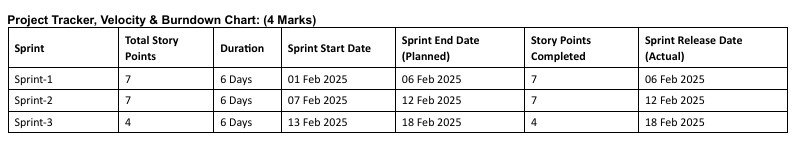 Project Tracker, Velocity & Burndown Chart: (4 Marks)
Sprint Total Story Points Duration Sprint Start Date Sprint End Date (Planned) Story Points Completed Sprint Release Date (Actual)
Sprint-1 7 6 Days 01 Feb 2025 06 Feb 2025 7 06 Feb 2025
Sprint-2 7 6 Days 07 Feb 2025 12 Feb 2025 7 12 Feb 2025
Sprint-3 4 6 Days 13 Feb 2025 18 Feb 2025 4 18 Feb 2025